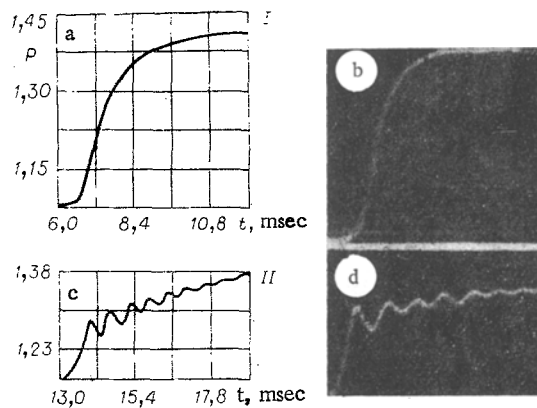 1,45
a
I
P
1,30
1,15
6,0 8,4 10,8 t, msec
b
1,38
c
II
1,23
13,0 15,4 17,8 t, msec
d